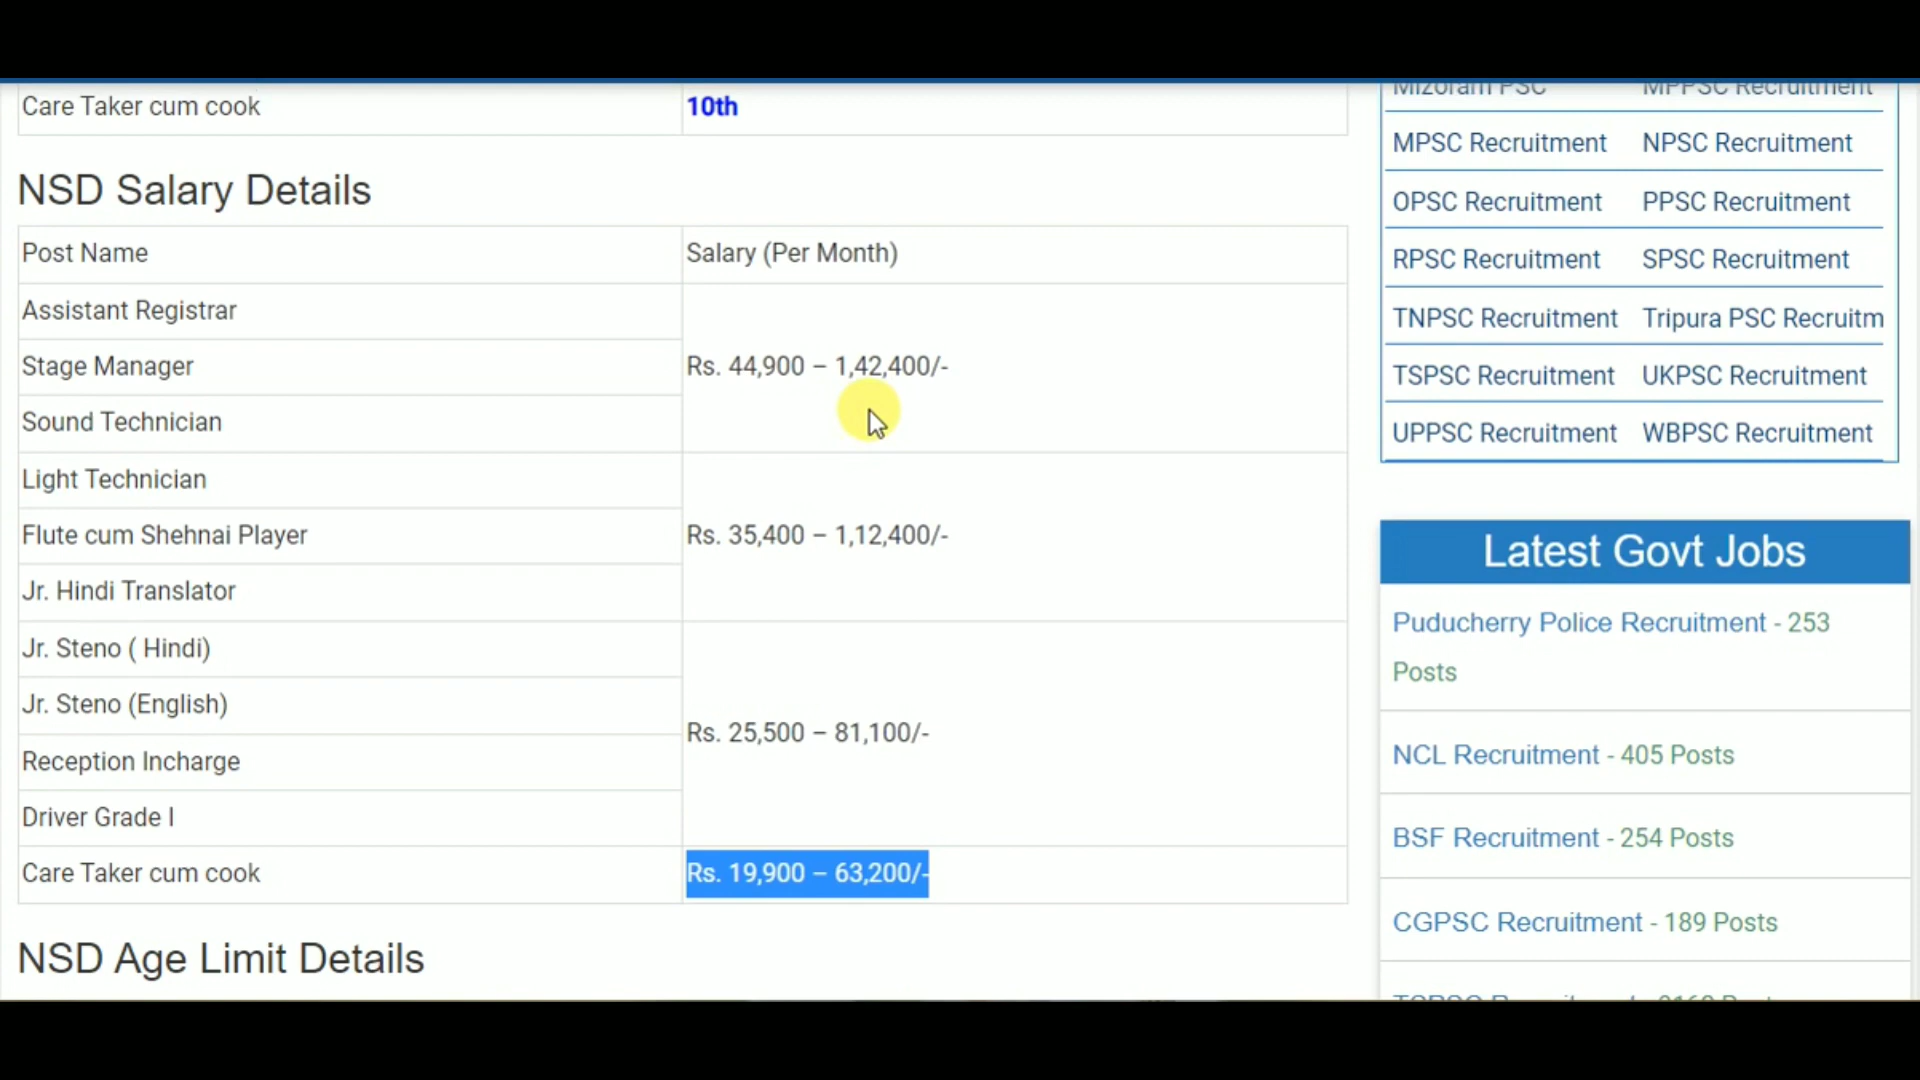 Care Taker cum cook 10th
NSD Salary Details
Post Name Salary (Per Month)
Assistant Registrar
Stage Manager Rs. 44,900 – 1,42,400/-
Sound Technician
Light Technician
Flute cum Shehnai Player Rs. 35,400 – 1,12,400/-
Jr. Hindi Translator
Jr. Steno ( Hindi)
Jr. Steno (English)
Rs. 25,500 – 81,100/-
Reception Incharge
Driver Grade I
Care Taker cum cook Rs. 19,900 – 63,200/-
NSD Age Limit Details
Mizoram PSC MPPSC Recruitment
MPSC Recruitment NPSC Recruitment
OPSC Recruitment PPSC Recruitment
RPSC Recruitment SPSC Recruitment
TNPSC Recruitment Tripura PSC Recruitm
TSPSC Recruitment UKPSC Recruitment
UPPSC Recruitment WBPSC Recruitment
Latest Govt Jobs
Puducherry Police Recruitment - 253
Posts
NCL Recruitment - 405 Posts
BSF Recruitment - 254 Posts
CGPSC Recruitment - 189 Posts